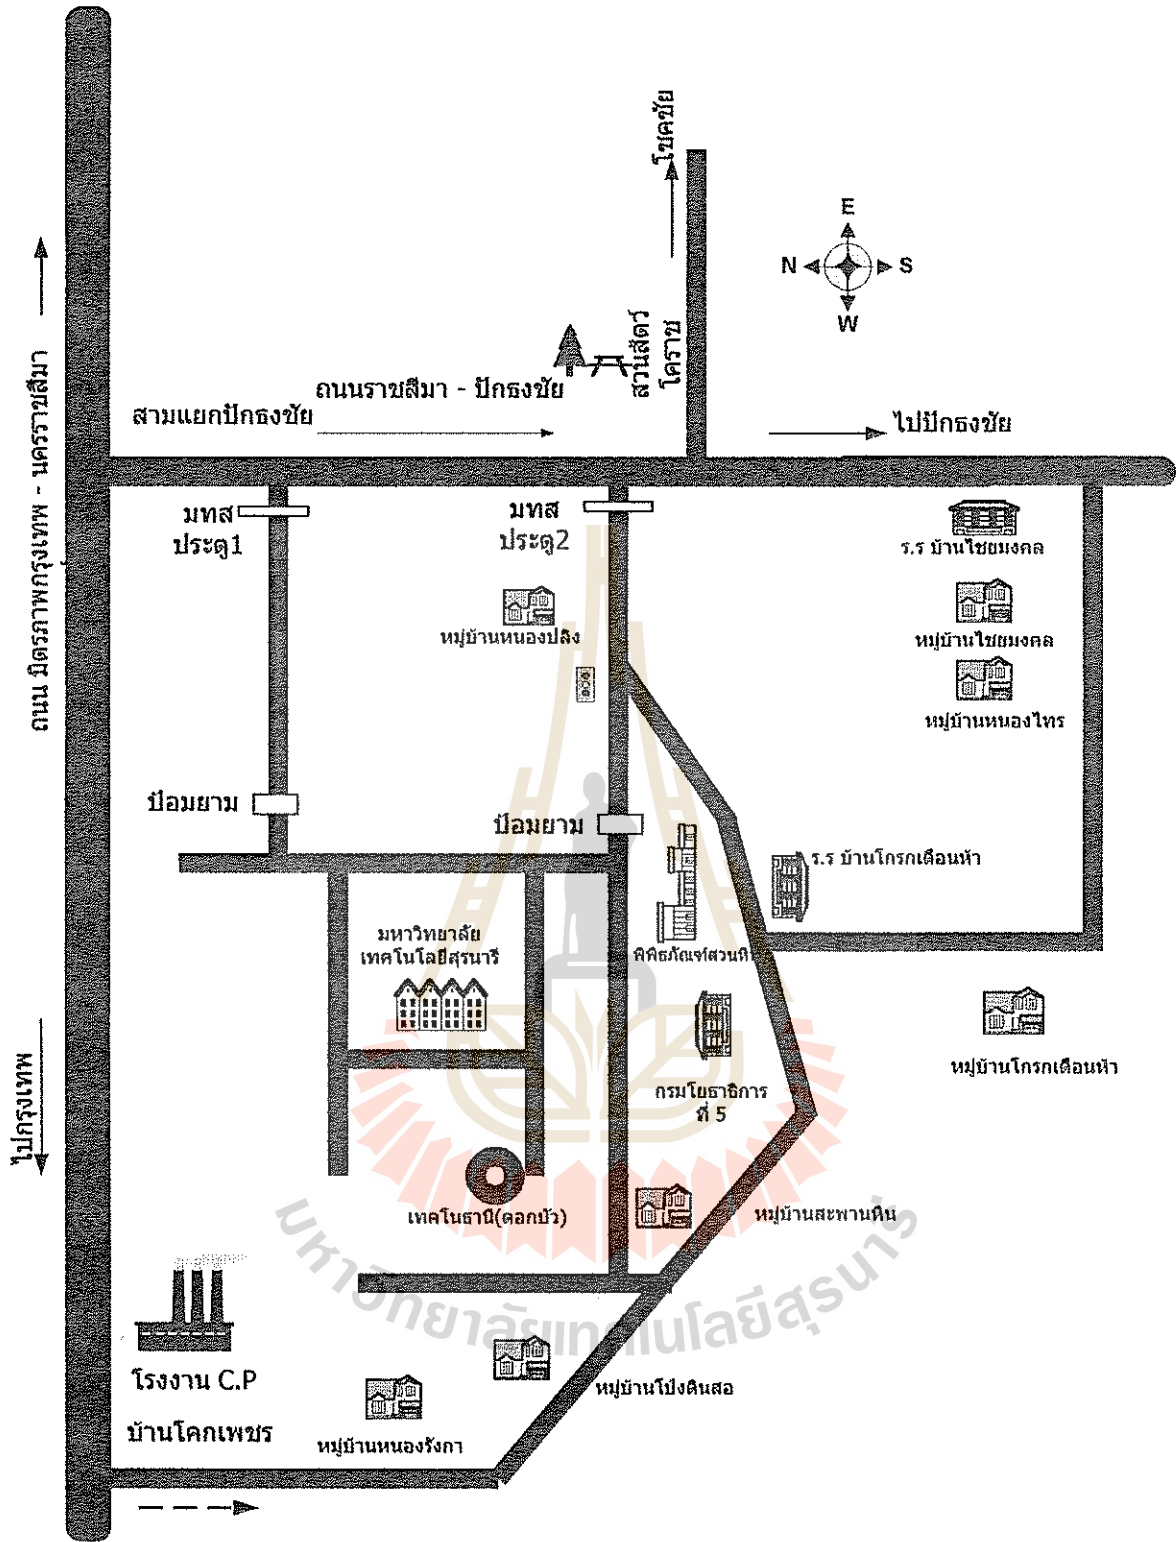 โชคชัย
E
N
S
W
สวนสัตว์
โคราช
ถนน มิตรภาพกรุงเทพ - นครราชสีมา
ถนนราชสีมา - ปักธงชัย
สามแยกปักธงชัย
ไปปักธงชัย
มทส
ประตู1
มทส
ประตู2
ร.ร บ้านไชยมงคล
หมู่บ้านหนองปลิง
หมู่บ้านไชยมงคล
หมู่บ้านหนองไทร
ป้อมยาม
ป้อมยาม
ร.ร บ้านโกรกเดือนห้า
มหาวิทยาลัย
เทคโนโลยีสุรนารี
พิพิธภัณฑ์สวนหิน
ไปกรุงเทพ
กรมโยธาธิการ
ที่ 5
หมู่บ้านโกรกเดือนห้า
เทคโนธานี(ดอกบัว)
หมู่บ้านสะพานหิน
มหาวิทยาลัยเทคโนโลยีสุรนารี
โรงงาน C.P
บ้านโคกเพชร
หมู่บ้านโป่งดินสอ
หมู่บ้านหนองรังกา